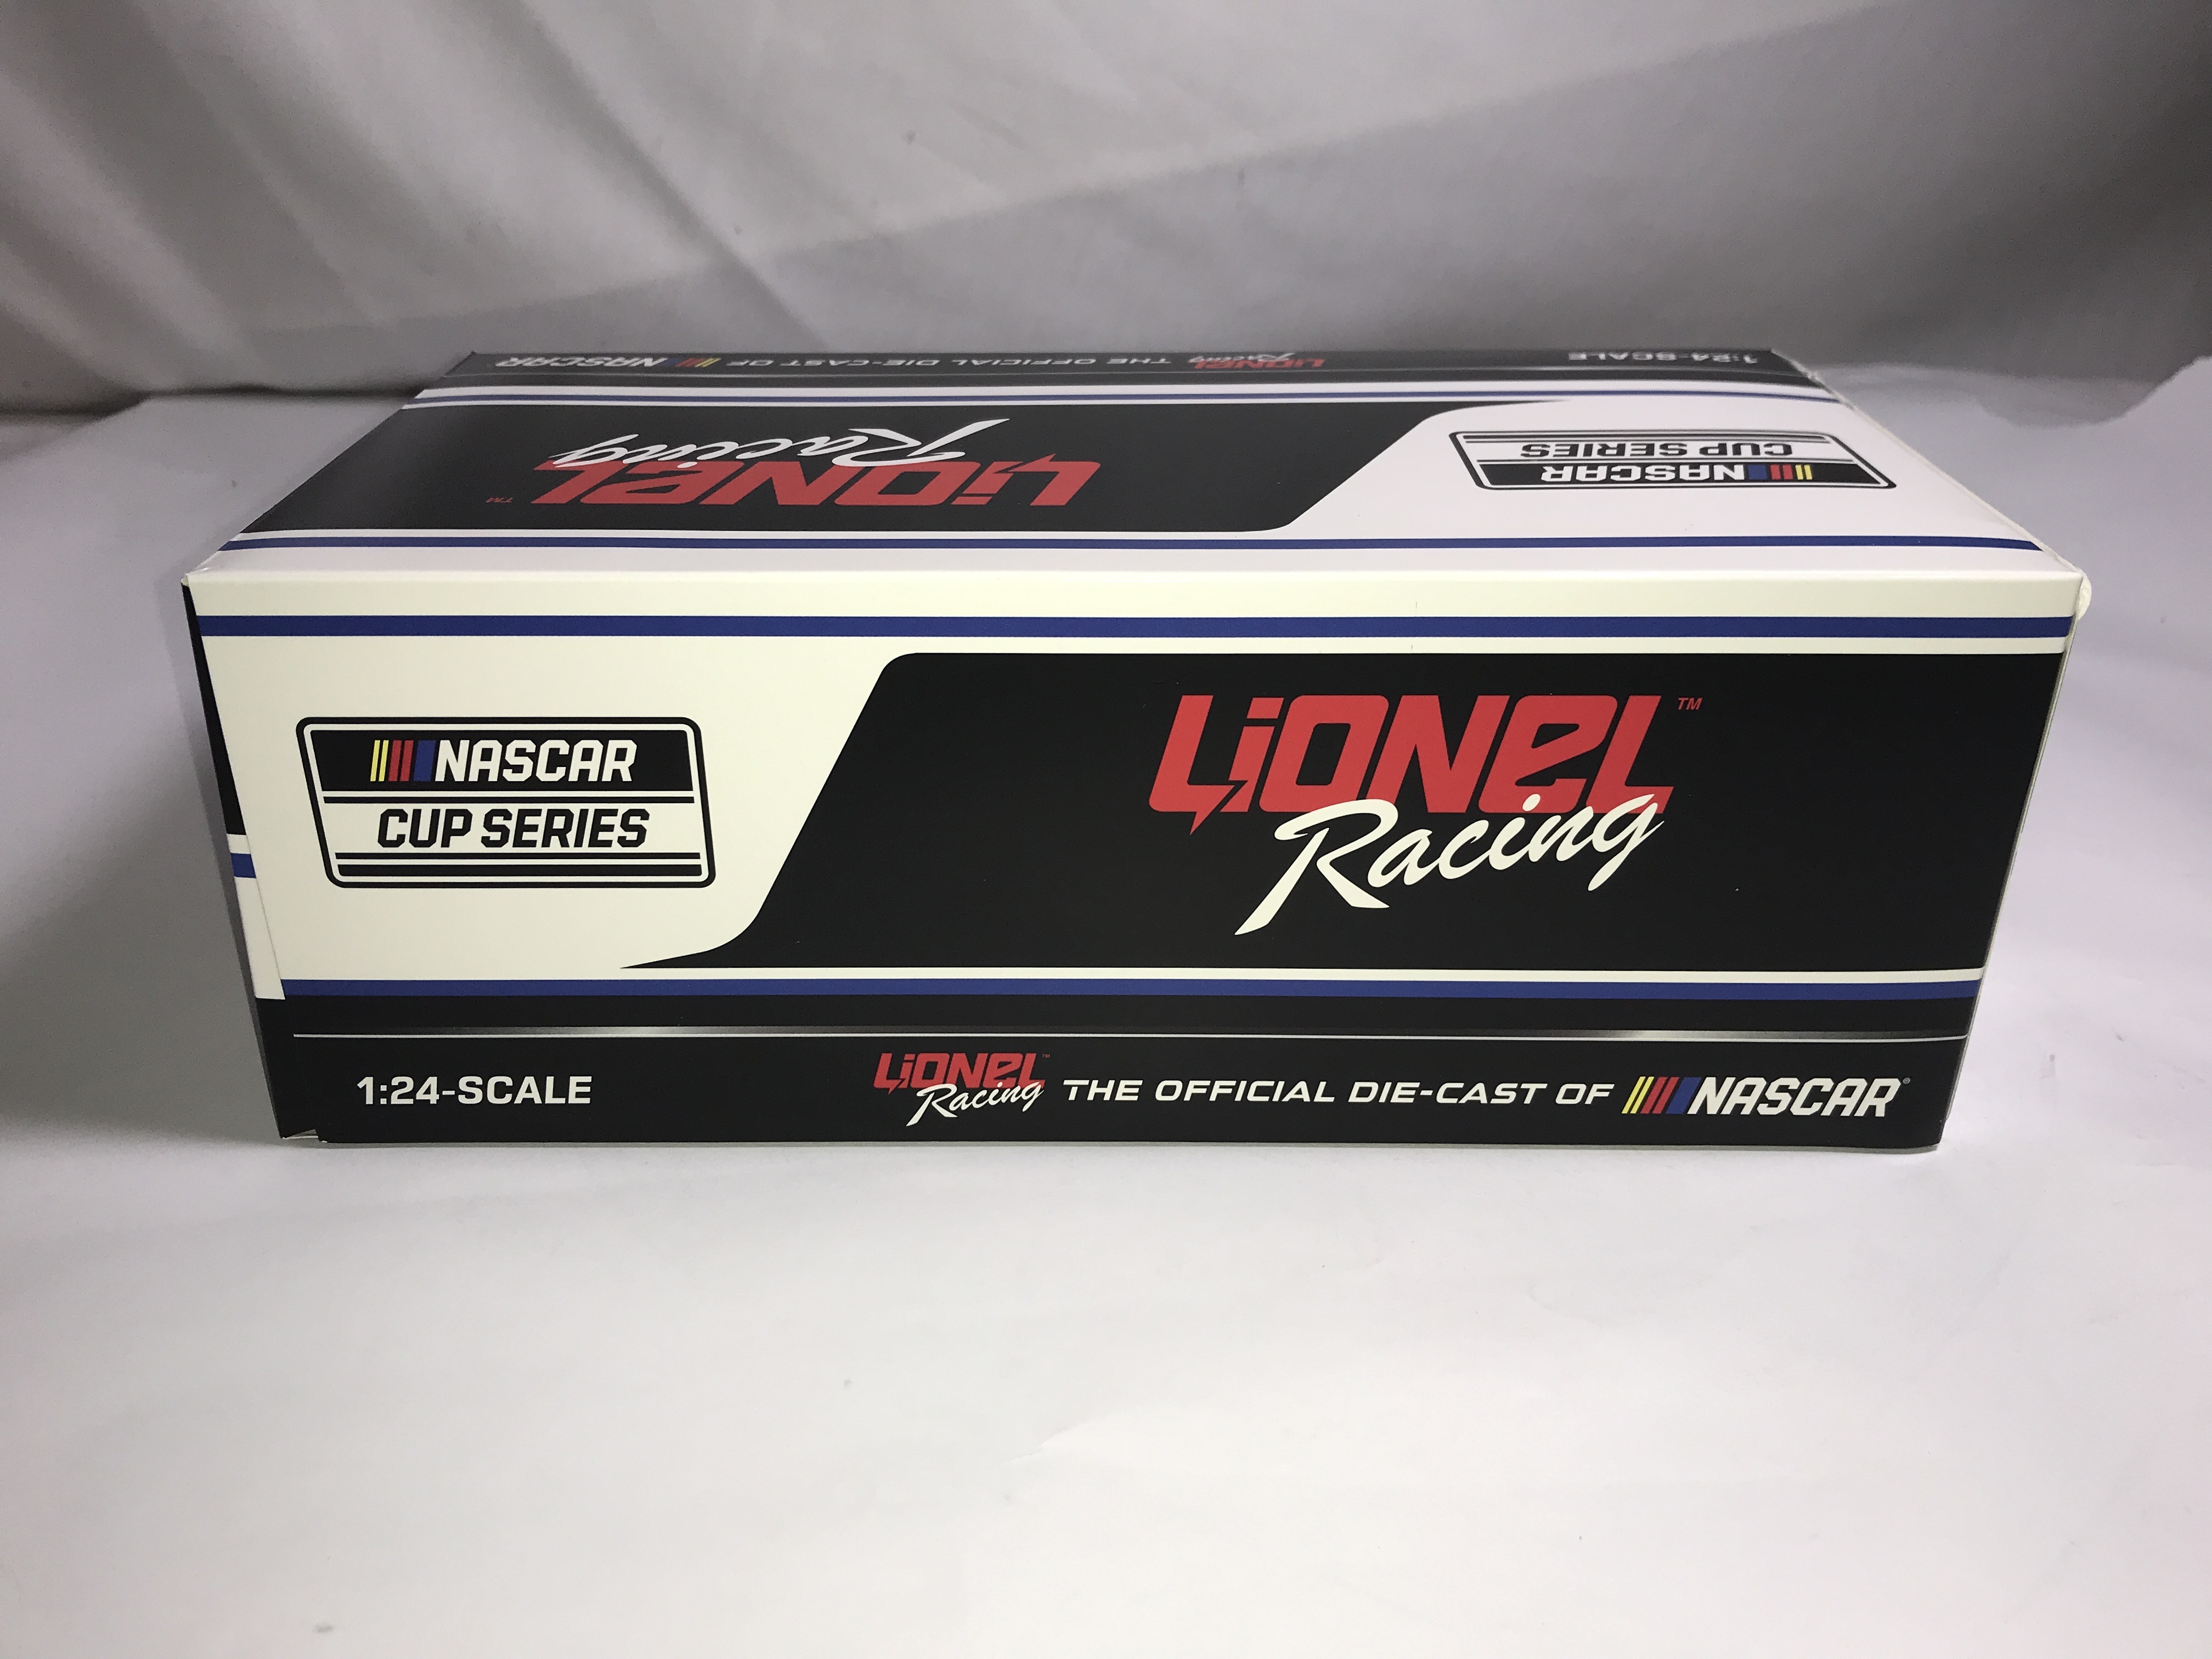 1:24-SCALE LIONEL Racing THE OFFICIAL DIE-CAST OF NASCAR
NASCAR
CUP SERIES
LIONEL™
Racing
NASCAR
CUP SERIES
LIONEL™
Racing
1:24-SCALE LIONEL™ Racing THE OFFICIAL DIE-CAST OF NASCAR®